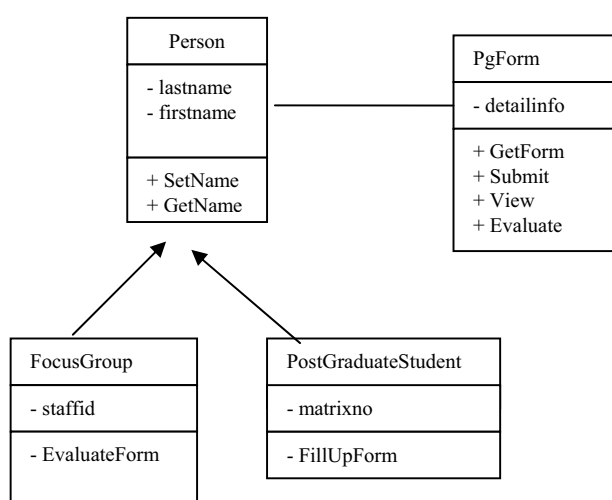 Person
- lastname
- firstname
+ SetName
+ GetName
PgForm
- detailinfo
+ GetForm
+ Submit
+ View
+ Evaluate
FocusGroup
- staffid
- EvaluateForm
PostGraduateStudent
- matrixno
- FillUpForm